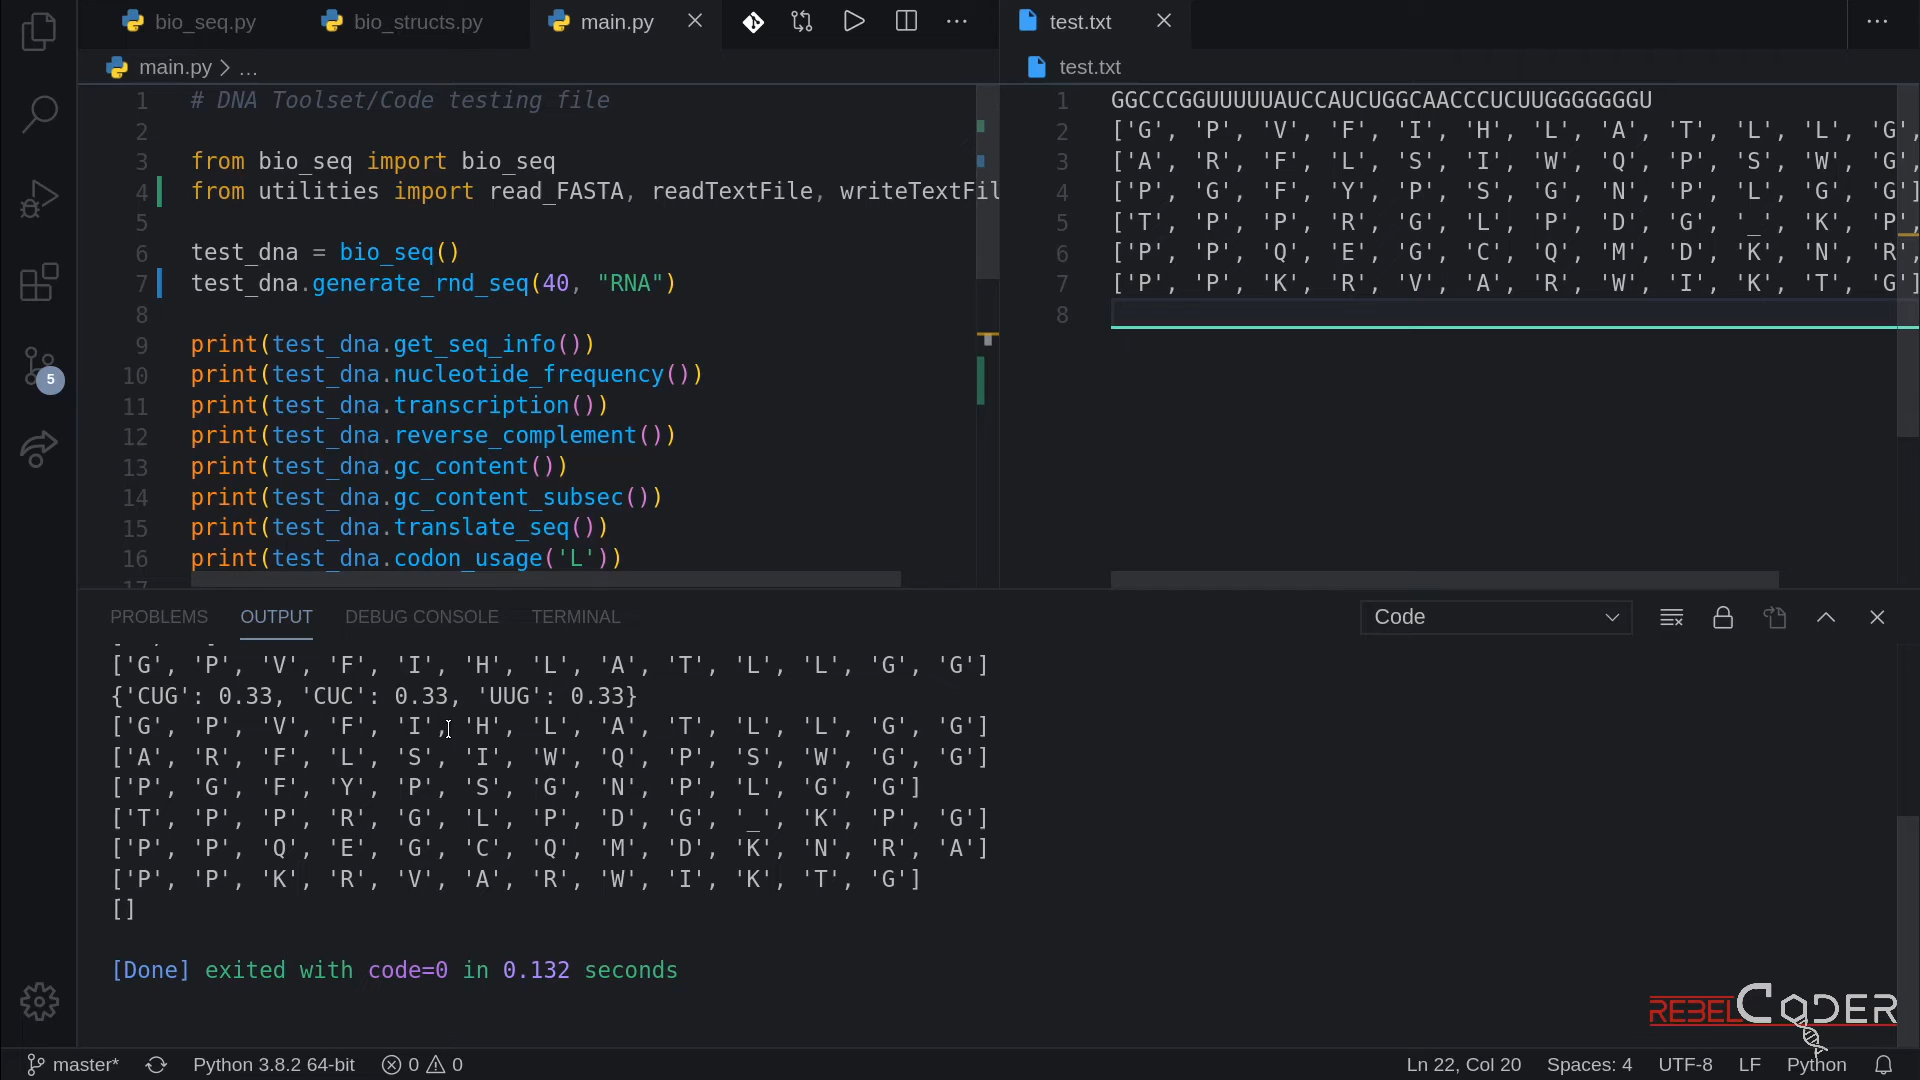 bio_seq.py bio_structs.py main.py
main.py > …
1 # DNA Toolset/Code testing file
2
3 from bio_seq import bio_seq
4 from utilities import read_FASTA, readTextFile, writeTextFil
5
6 test_dna = bio_seq()
7 test_dna.generate_rnd_seq(40, "RNA")
8
9 print(test_dna.get_seq_info())
10 print(test_dna.nucleotide_frequency())
11 print(test_dna.transcription())
12 print(test_dna.reverse_complement())
13 print(test_dna.gc_content())
14 print(test_dna.gc_content_subsec())
15 print(test_dna.translate_seq())
16 print(test_dna.codon_usage('L'))
17
test.txt
test.txt
1 GGCCCGGUUUUUAUCCAUCUGGCAACCCUCUUGGGGGGGU
2 ['G', 'P', 'V', 'F', 'I', 'H', 'L', 'A', 'T', 'L', 'L', 'G',
3 ['A', 'R', 'F', 'L', 'S', 'I', 'W', 'Q', 'P', 'S', 'W', 'G',
4 ['P', 'G', 'F', 'Y', 'P', 'S', 'G', 'N', 'P', 'L', 'G', 'G']
5 ['T', 'P', 'P', 'R', 'G', 'L', 'P', 'D', 'G', '_', 'K', 'P',
6 ['P', 'P', 'Q', 'E', 'G', 'C', 'Q', 'M', 'D', 'K', 'N', 'R',
7 ['P', 'P', 'K', 'R', 'V', 'A', 'R', 'W', 'I', 'K', 'T', 'G']
8
5
PROBLEMS OUTPUT DEBUG CONSOLE TERMINAL Code
['G', 'P', 'V', 'F', 'I', 'H', 'L', 'A', 'T', 'L', 'L', 'G', 'G']
{'CUG': 0.33, 'CUC': 0.33, 'UUG': 0.33}
['G', 'P', 'V', 'F', 'I', 'H', 'L', 'A', 'T', 'L', 'L', 'G', 'G']
['A', 'R', 'F', 'L', 'S', 'I', 'W', 'Q', 'P', 'S', 'W', 'G', 'G']
['P', 'G', 'F', 'Y', 'P', 'S', 'G', 'N', 'P', 'L', 'G', 'G']
['T', 'P', 'P', 'R', 'G', 'L', 'P', 'D', 'G', '_', 'K', 'P', 'G']
['P', 'P', 'Q', 'E', 'G', 'C', 'Q', 'M', 'D', 'K', 'N', 'R', 'A']
['P', 'P', 'K', 'R', 'V', 'A', 'R', 'W', 'I', 'K', 'T', 'G']
[]
[Done] exited with code=0 in 0.132 seconds
REBELCODER
master* Python 3.8.2 64-bit 0 0 Ln 22, Col 20 Spaces: 4 UTF-8 LF Python